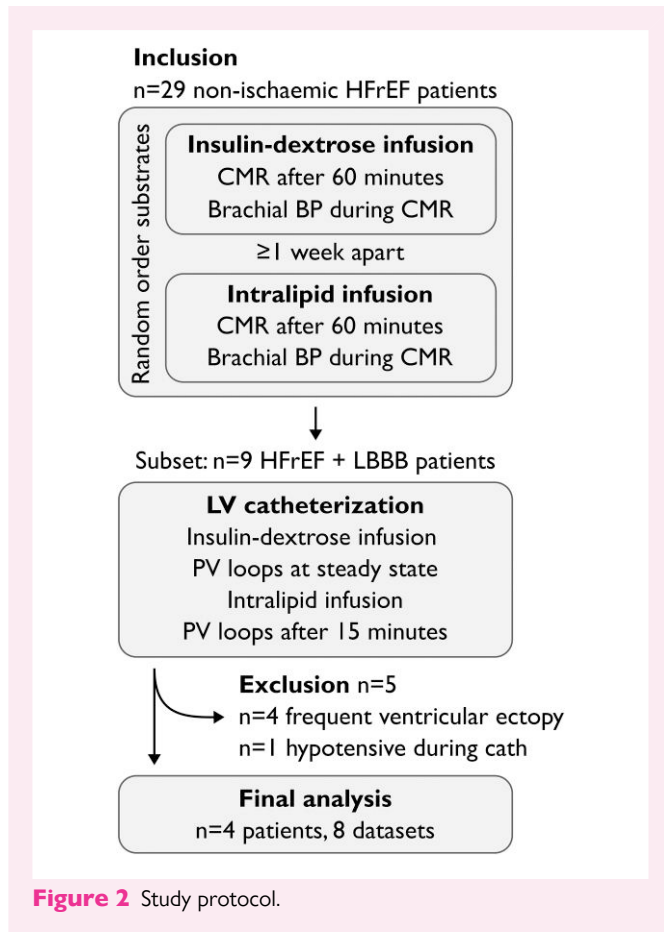 Inclusion
n=29 non-ischaemic HFrEF patients
Random order substrates
Insulin-dextrose infusion
CMR after 60 minutes
Brachial BP during CMR
≥1 week apart
Intralipid infusion
CMR after 60 minutes
Brachial BP during CMR
Subset: n=9 HFrEF + LBBB patients
LV catheterization
Insulin-dextrose infusion
PV loops at steady state
Intralipid infusion
PV loops after 15 minutes
Exclusion n=5
n=4 frequent ventricular ectopy
n=1 hypotensive during cath
Final analysis
n=4 patients, 8 datasets
Figure 2 Study protocol.